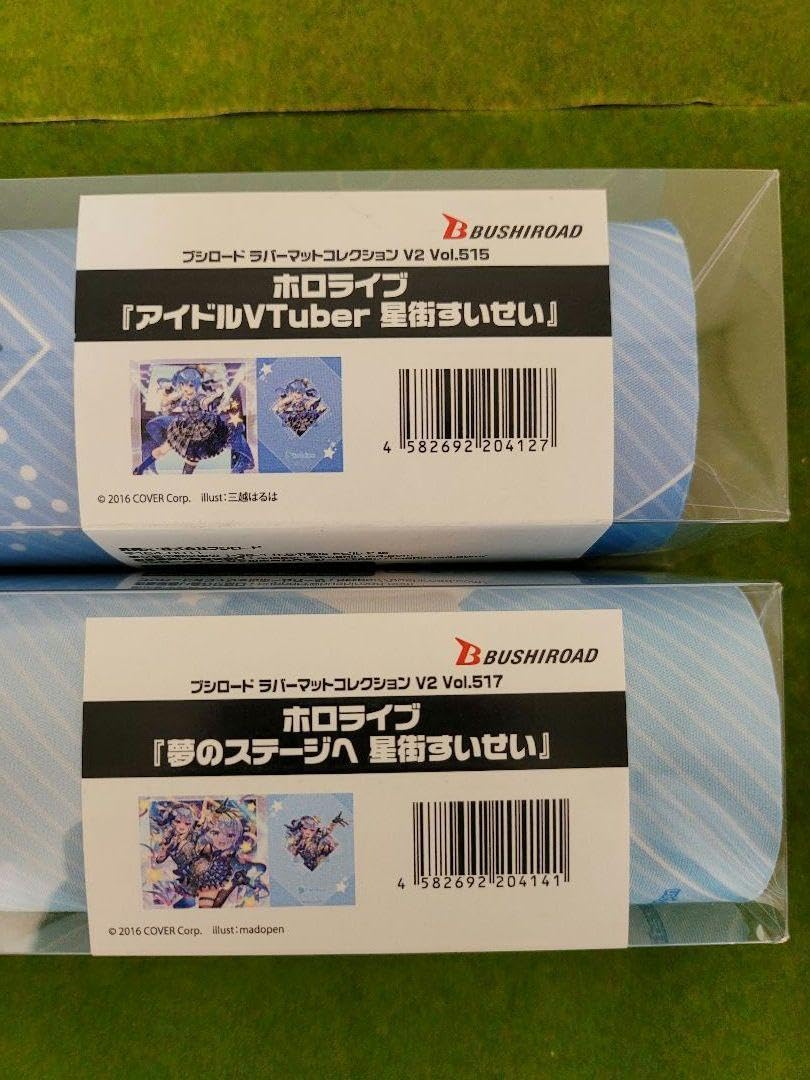 BUSHIROAD
ブシロード ラバーマットコレクション V2 Vol.515
ホロライブ
『アイドルVTuber 星街すいせい』
4 582692 204127
© 2016 COVER Corp. illust：三越はるは
BUSHIROAD
ブシロード ラバーマットコレクション V2 Vol.517
ホロライブ
『夢のステージへ 星街すいせい』
4 582692 204141
© 2016 COVER Corp. illust：madopen